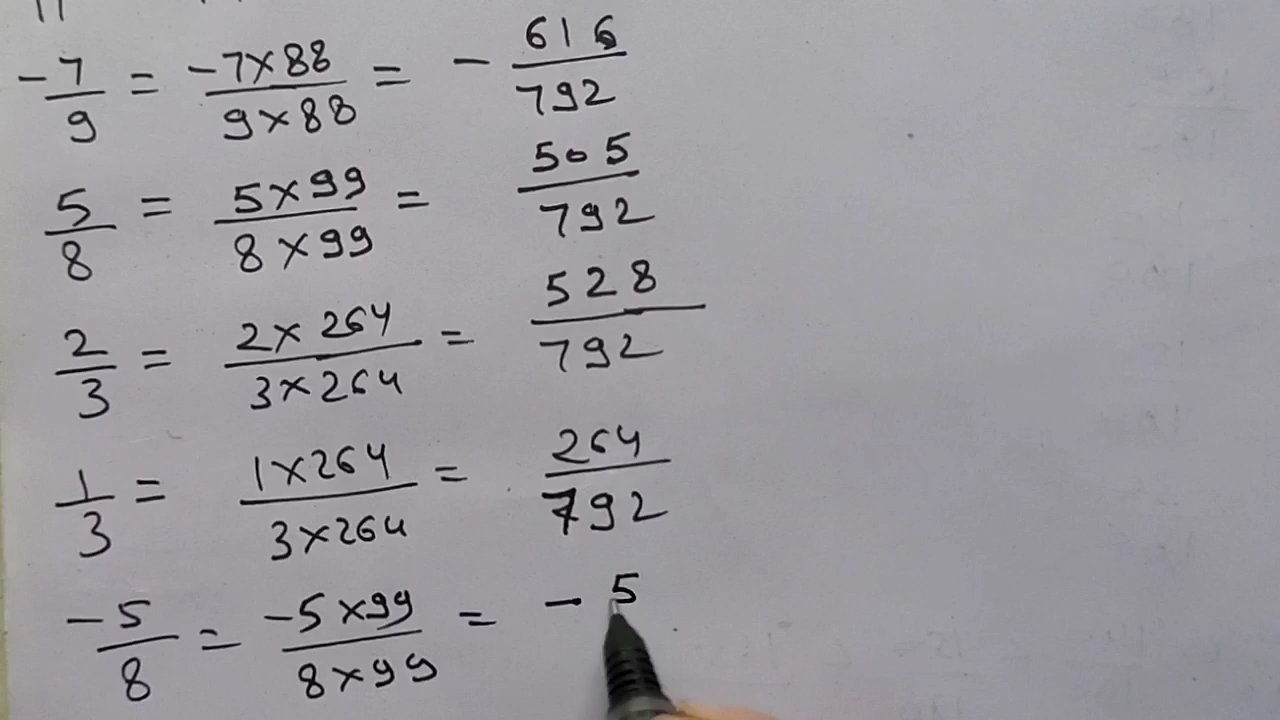 -7/9 = -7×88/9×88 = - 616/792
5/8 = 5×99/8×99 = 505/792
2/3 = 2×264/3×264 = 528/792
1/3 = 1×264/3×264 = 264/792
-5/8 = -5×99/8×99 = - 5